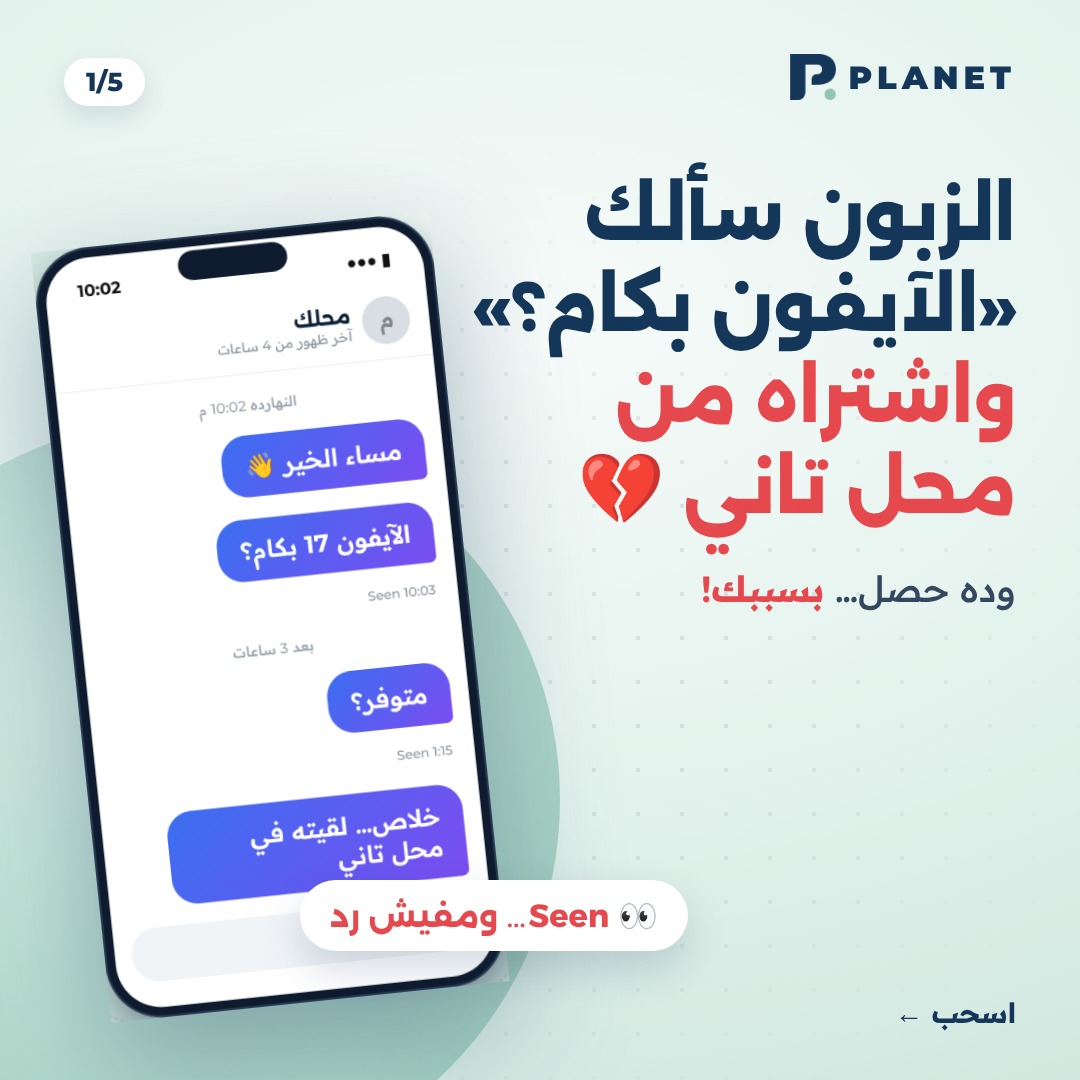 1/5
PLANET
الزبون سألك
«الآيفون بكام؟»
واشتراه من
محل تاني 💔
وده حصل... بسببك!
10:02
محلك
م
آخر ظهور من 4 ساعات
النهارده 10:02 م
مساء الخير 👋
الآيفون 17 بكام؟
Seen 10:03
بعد 3 ساعات
متوفر؟
Seen 1:15
خلاص... لقيته في
محل تاني
👀 Seen... ومفيش رد
اسحب ←